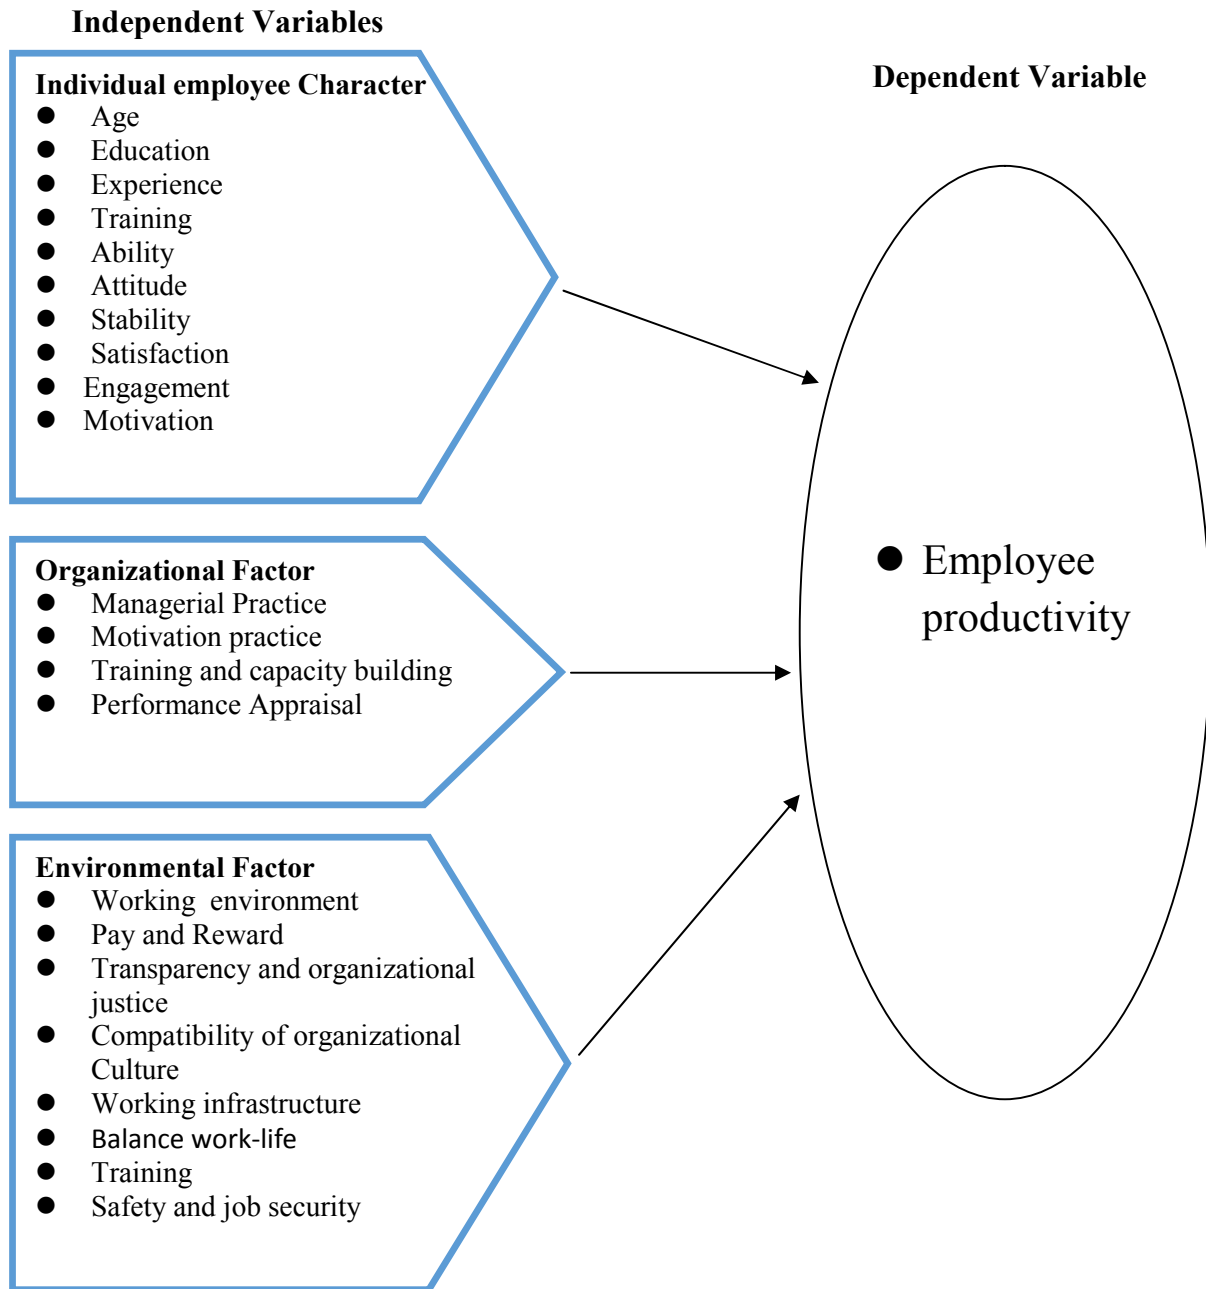 Independent Variables
Individual employee Character
● Age
● Education
● Experience
● Training
● Ability
● Attitude
● Stability
● Satisfaction
● Engagement
● Motivation
Organizational Factor
● Managerial Practice
● Motivation practice
● Training and capacity building
● Performance Appraisal
Environmental Factor
● Working  environment
● Pay and Reward
● Transparency and organizational
justice
● Compatibility of organizational
Culture
● Working infrastructure
● Balance work-life
● Training
● Safety and job security
Dependent Variable
● Employee
productivity